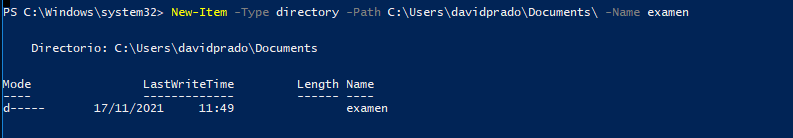 PS C:\Windows\system32> New-Item -Type directory -Path C:\Users\davidprado\Documents\ -Name examen
Directorio: C:\Users\davidprado\Documents
Mode LastWriteTime Length Name
---- ------------- ------ ----
d----- 17/11/2021 11:49 examen